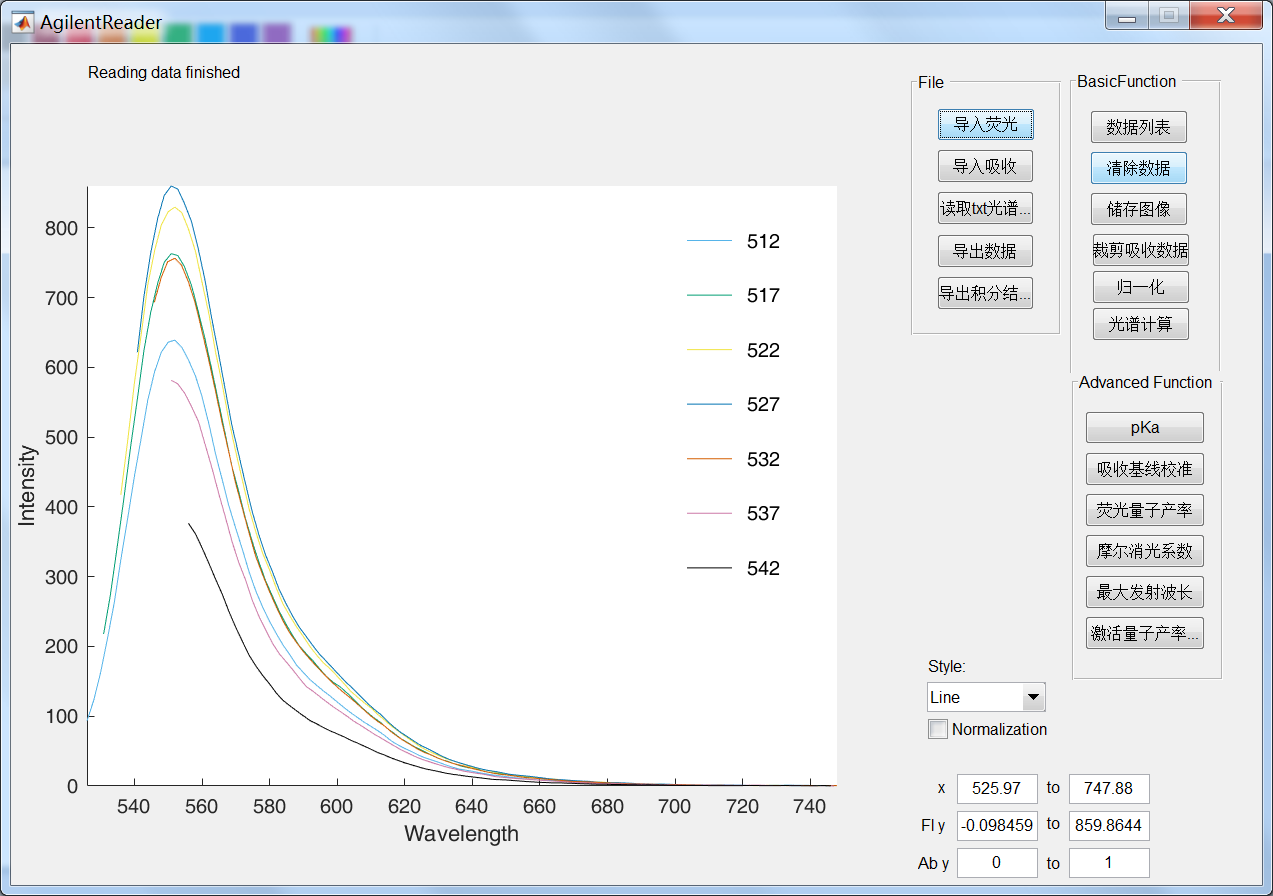 AgilentReader
Reading data finished
File
导入荧光
导入吸收
读取txt光谱...
导出数据
导出积分结...
BasicFunction
数据列表
清除数据
储存图像
裁剪吸收数据
归一化
光谱计算
Advanced Function
pKa
吸收基线校准
荧光量子产率
摩尔消光系数
最大发射波长
激活量子产率...
800
700
600
500
400
300
200
100
0
Intensity
540 560 580 600 620 640 660 680 700 720 740
Wavelength
512
517
522
527
532
537
542
Style:
Line
Normalization
x 525.97 to 747.88
Fl y -0.098459 to 859.8644
Ab y 0 to 1